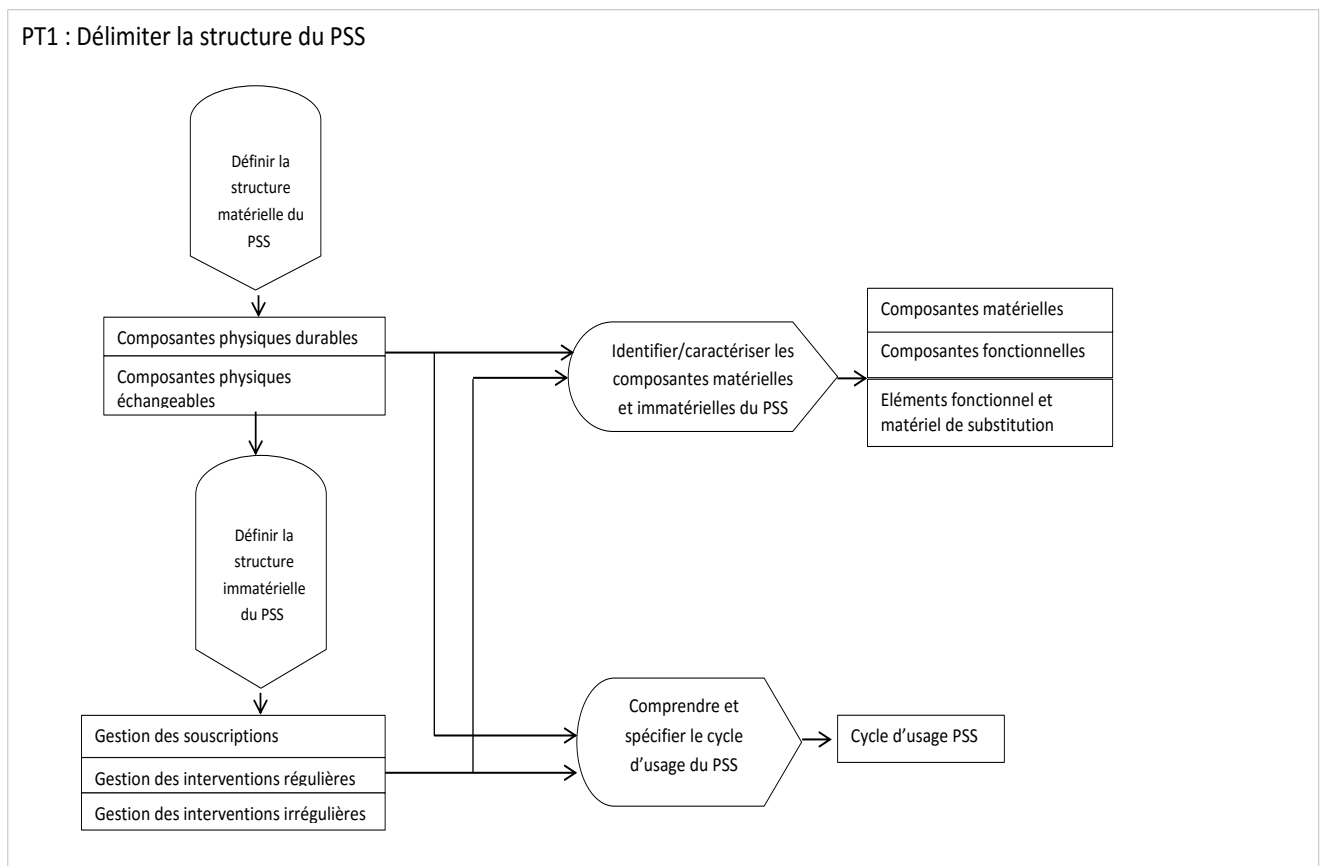 PT1 : Délimiter la structure du PSS
Définir la
structure
matérielle du
PSS
Composantes physiques durables
Composantes physiques
échangeables
Identifier/caractériser les
composantes matérielles
et immatérielles du PSS
Composantes matérielles
Composantes fonctionnelles
Eléments fonctionnel et
matériel de substitution
Définir la
structure
immatérielle
du PSS
Gestion des souscriptions
Gestion des interventions régulières
Gestion des interventions irrégulières
Comprendre et
spécifier le cycle
d'usage du PSS
Cycle d'usage PSS